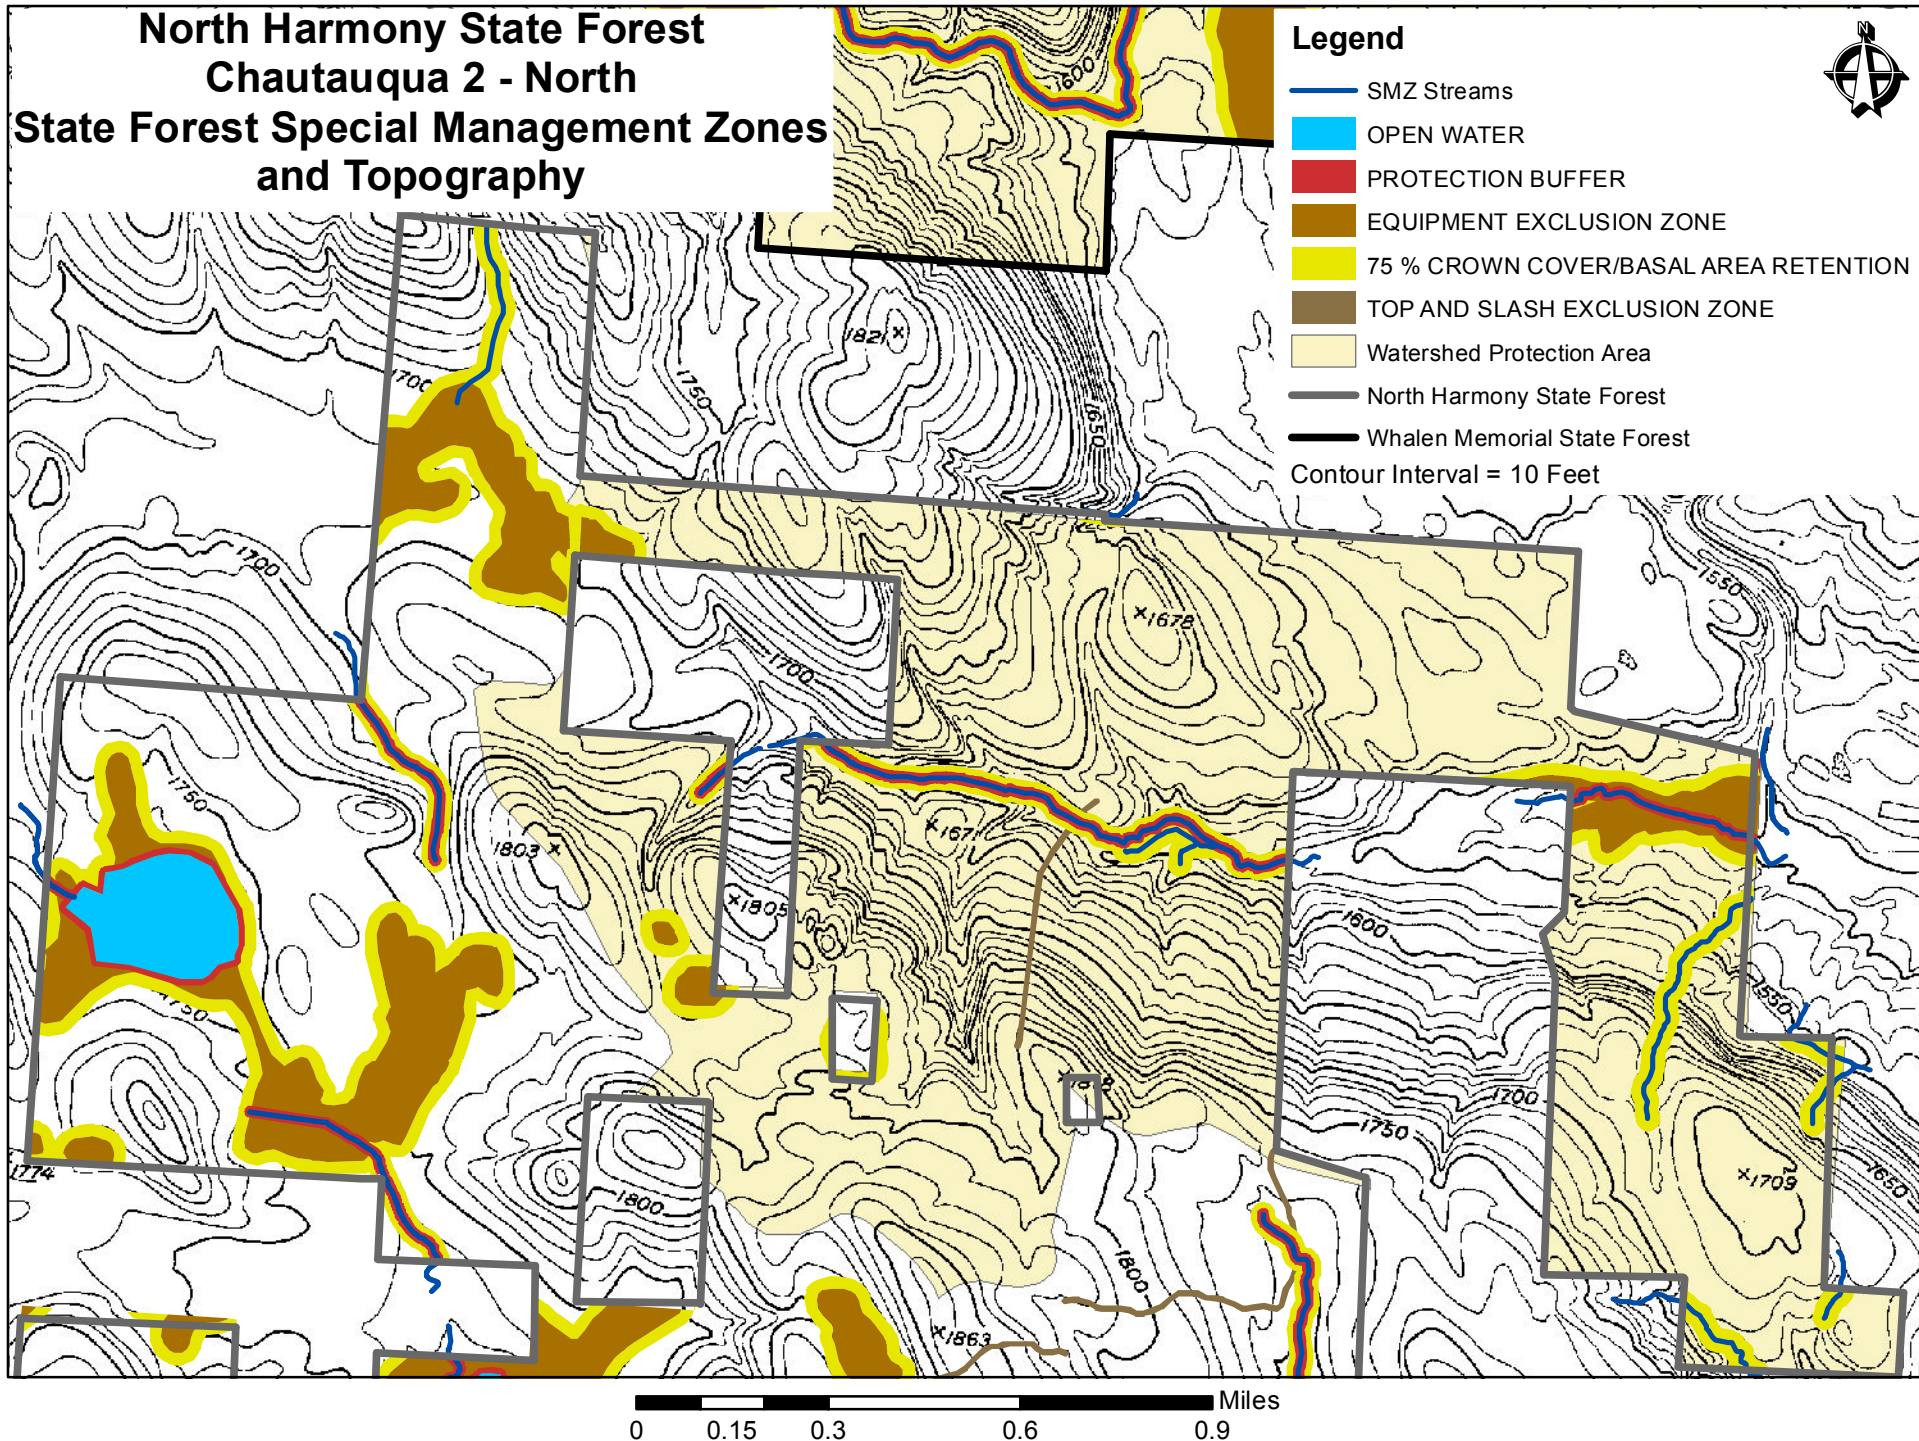 North Harmony State Forest
Chautauqua 2 - North
State Forest Special Management Zones
and Topography
Legend
N
SMZ Streams
OPEN WATER
PROTECTION BUFFER
EQUIPMENT EXCLUSION ZONE
75 % CROWN COVER/BASAL AREA RETENTION
TOP AND SLASH EXCLUSION ZONE
Watershed Protection Area
North Harmony State Forest
Whalen Memorial State Forest
Contour Interval = 10 Feet
1600
1821
1700
1750
1650
1700
1550
1678
1700
1750
1803
1671
1805
1600
1550
1700
1750
1774
1800
1709
1650
1800
1863
Miles
0 0.15 0.3 0.6 0.9